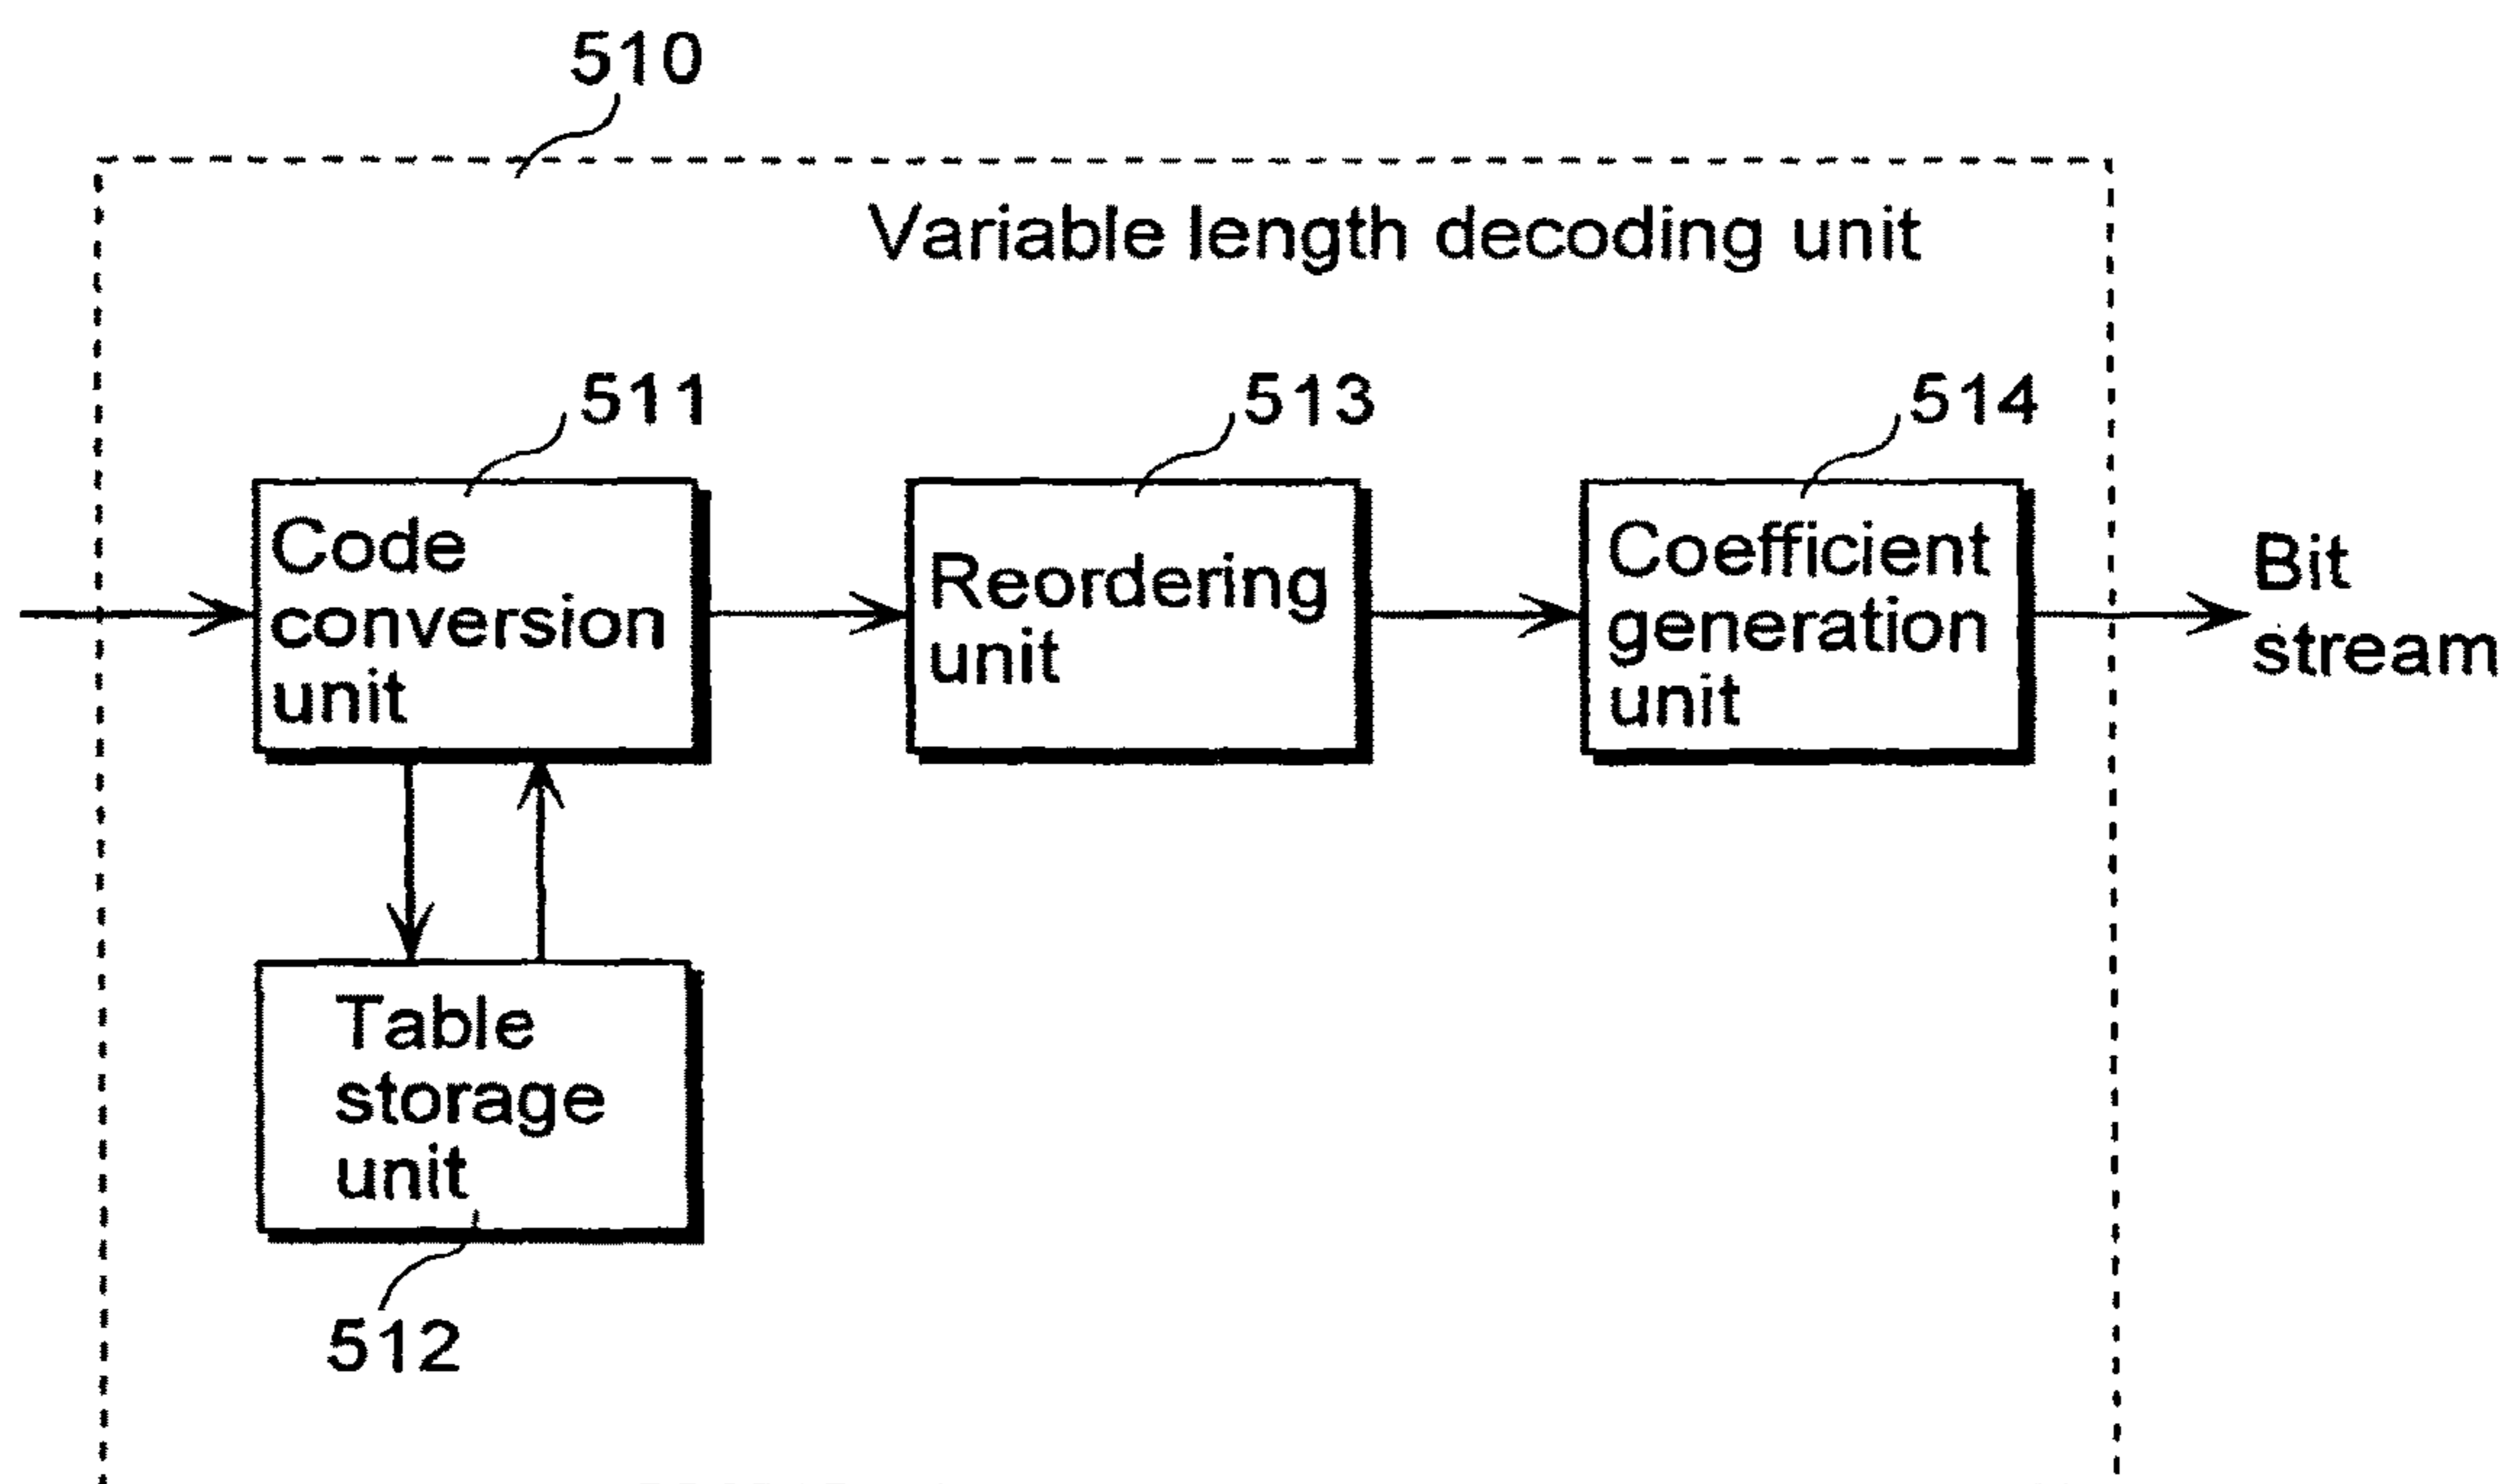 510
Variable length decoding unit
511
513
514
Code
conversion
unit
Reordering
unit
Coefficient
generation
unit
Bit
stream
Table
storage
unit
512